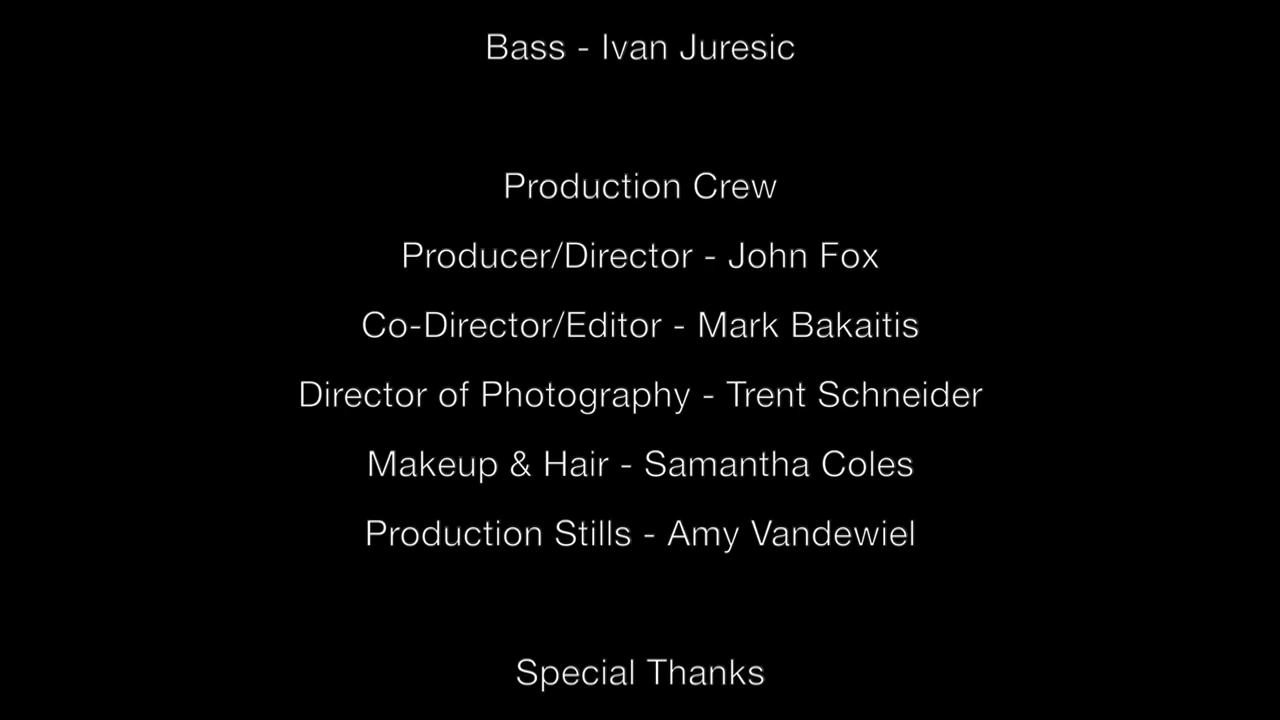 Bass - Ivan Juresic
Production Crew
Producer/Director - John Fox
Co-Director/Editor - Mark Bakaitis
Director of Photography - Trent Schneider
Makeup & Hair - Samantha Coles
Production Stills - Amy Vandewiel
Special Thanks